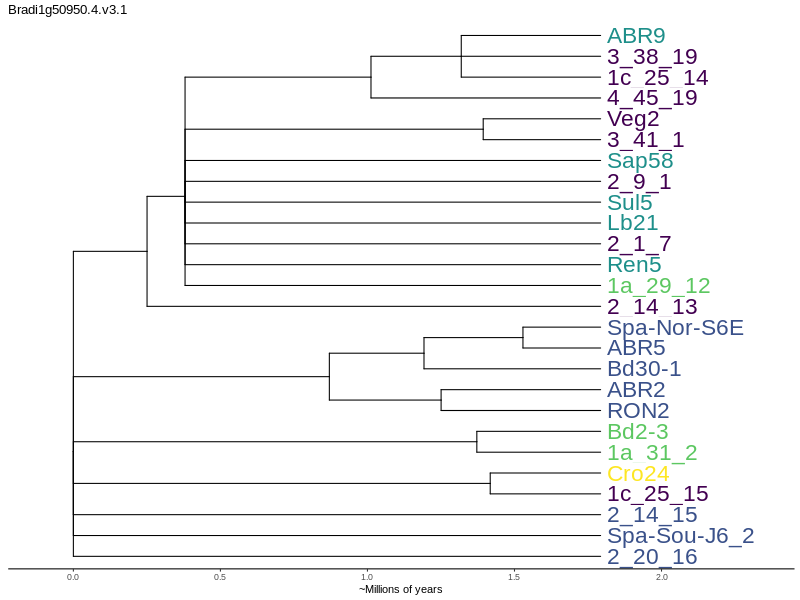 Bradi1g50950.4.v3.1
ABR9
3_38_19
1c_25_14
4_45_19
Veg2
3_41_1
Sap58
2_9_1
Sul5
Lb21
2_1_7
Ren5
1a_29_12
2_14_13
Spa-Nor-S6E
ABR5
Bd30-1
ABR2
RON2
Bd2-3
1a_31_2
Cro24
1c_25_15
2_14_15
Spa-Sou-J6_2
2_20_16
0.0 0.5 1.0 1.5 2.0
~Millions of years